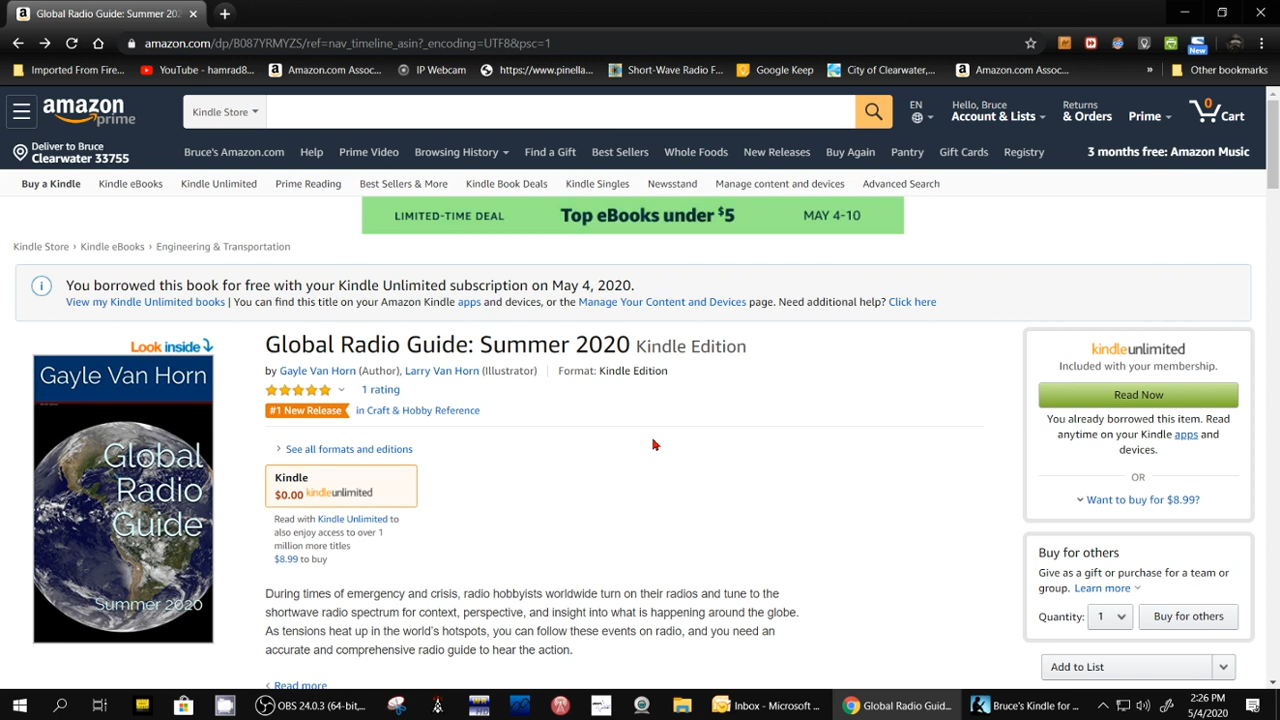 Global Radio Guide: Summer 202
amazon.com/dp/B087YRMYZS/ref=nav_timeline_asin?_encoding=UTF8&psc=1
New
Imported From Fire...
YouTube - hamrad8...
Amazon.com Assoc...
IP Webcam
https://www.pinella...
Short-Wave Radio F...
Google Keep
City of Clearwater,...
Amazon.com Assoc...
»
Other bookmarks
amazon prime
Kindle Store
EN
Hello, Bruce
Account & Lists
Returns
& Orders
Prime
0
Cart
Deliver to Bruce
Clearwater 33755
Bruce's Amazon.com Help Prime Video Browsing History Find a Gift Best Sellers Whole Foods New Releases Buy Again Pantry Gift Cards Registry
3 months free: Amazon Music
Buy a Kindle Kindle eBooks Kindle Unlimited Prime Reading Best Sellers & More Kindle Book Deals Kindle Singles Newsstand Manage content and devices Advanced Search
LIMITED-TIME DEAL Top eBooks under $5 MAY 4-10
Kindle Store › Kindle eBooks › Engineering & Transportation
You borrowed this book for free with your Kindle Unlimited subscription on May 4, 2020.
View my Kindle Unlimited books | You can find this title on your Amazon Kindle apps and devices, or the Manage Your Content and Devices page. Need additional help? Click here
Look inside
Gayle Van Horn
Global
Radio
Guide
Summer 2020
Global Radio Guide: Summer 2020 Kindle Edition
by Gayle Van Horn (Author), Larry Van Horn (Illustrator) | Format: Kindle Edition
1 rating
#1 New Release in Craft & Hobby Reference
› See all formats and editions
Kindle
$0.00 kindleunlimited
Read with Kindle Unlimited to
also enjoy access to over 1
million more titles
$8.99 to buy
During times of emergency and crisis, radio hobbyists worldwide turn on their radios and tune to the
shortwave radio spectrum for context, perspective, and insight into what is happening around the globe.
As tensions heat up in the world's hotspots, you can follow these events on radio, and you need an
accurate and comprehensive radio guide to hear the action.
Read more
kindleunlimited
Included with your membership.
Read Now
You already borrowed this item. Read
anytime on your Kindle apps and
devices.
OR
Want to buy for $8.99?
Buy for others
Give as a gift or purchase for a team or
group. Learn more
Quantity: 1 Buy for others
Add to List
OBS 24.0.3 (64-bit,...
Inbox - Microsoft ...
Global Radio Guid...
Bruce's Kindle for ...
2:26 PM
5/4/2020